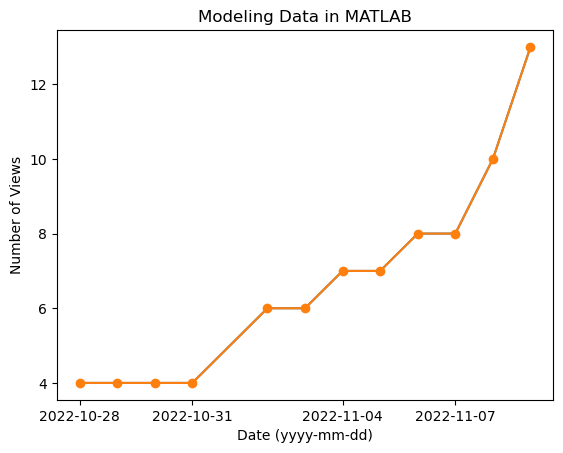 Modeling Data in MATLAB
Number of Views
12
10
8
6
4
2022-10-28 2022-10-31 2022-11-04 2022-11-07
Date (yyyy-mm-dd)